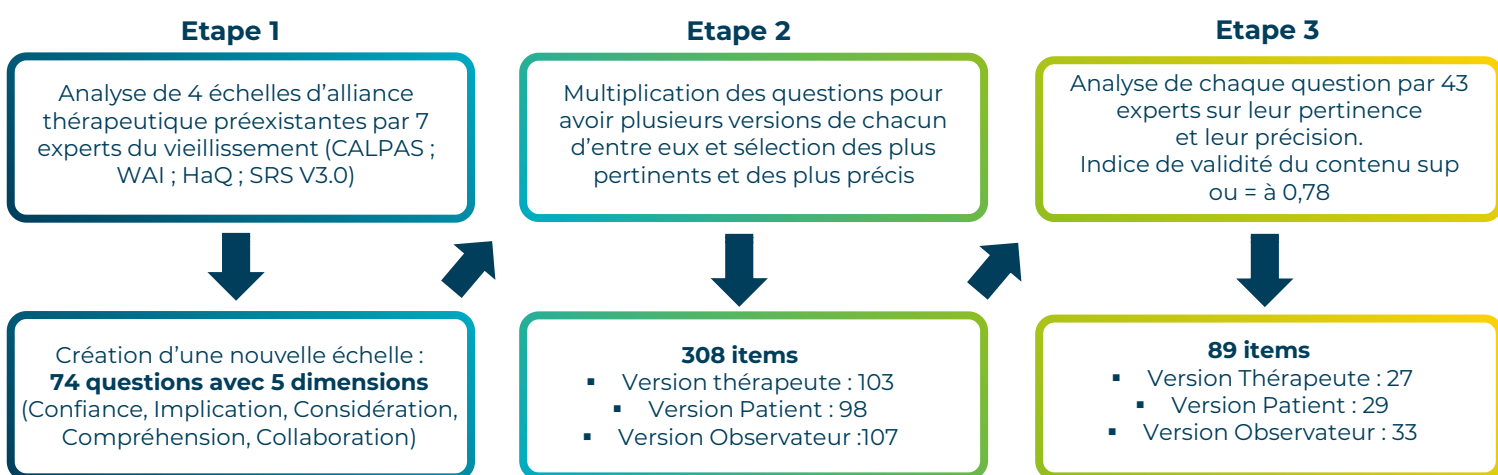 Etape 1
Analyse de 4 échelles d'alliance
thérapeutique préexistantes par 7
experts du vieillissement (CALPAS ;
WAI ; HaQ ; SRS V3.0)
Création d'une nouvelle échelle :
74 questions avec 5 dimensions
(Confiance, Implication, Considération,
Compréhension, Collaboration)
Etape 2
Multiplication des questions pour
avoir plusieurs versions de chacun
d'entre eux et sélection des plus
pertinents et des plus précis
308 items
▪ Version thérapeute : 103
▪ Version Patient : 98
▪ Version Observateur :107
Etape 3
Analyse de chaque question par 43
experts sur leur pertinence
et leur précision.
Indice de validité du contenu sup
ou = à 0,78
89 items
▪ Version Thérapeute : 27
▪ Version Patient : 29
▪ Version Observateur : 33